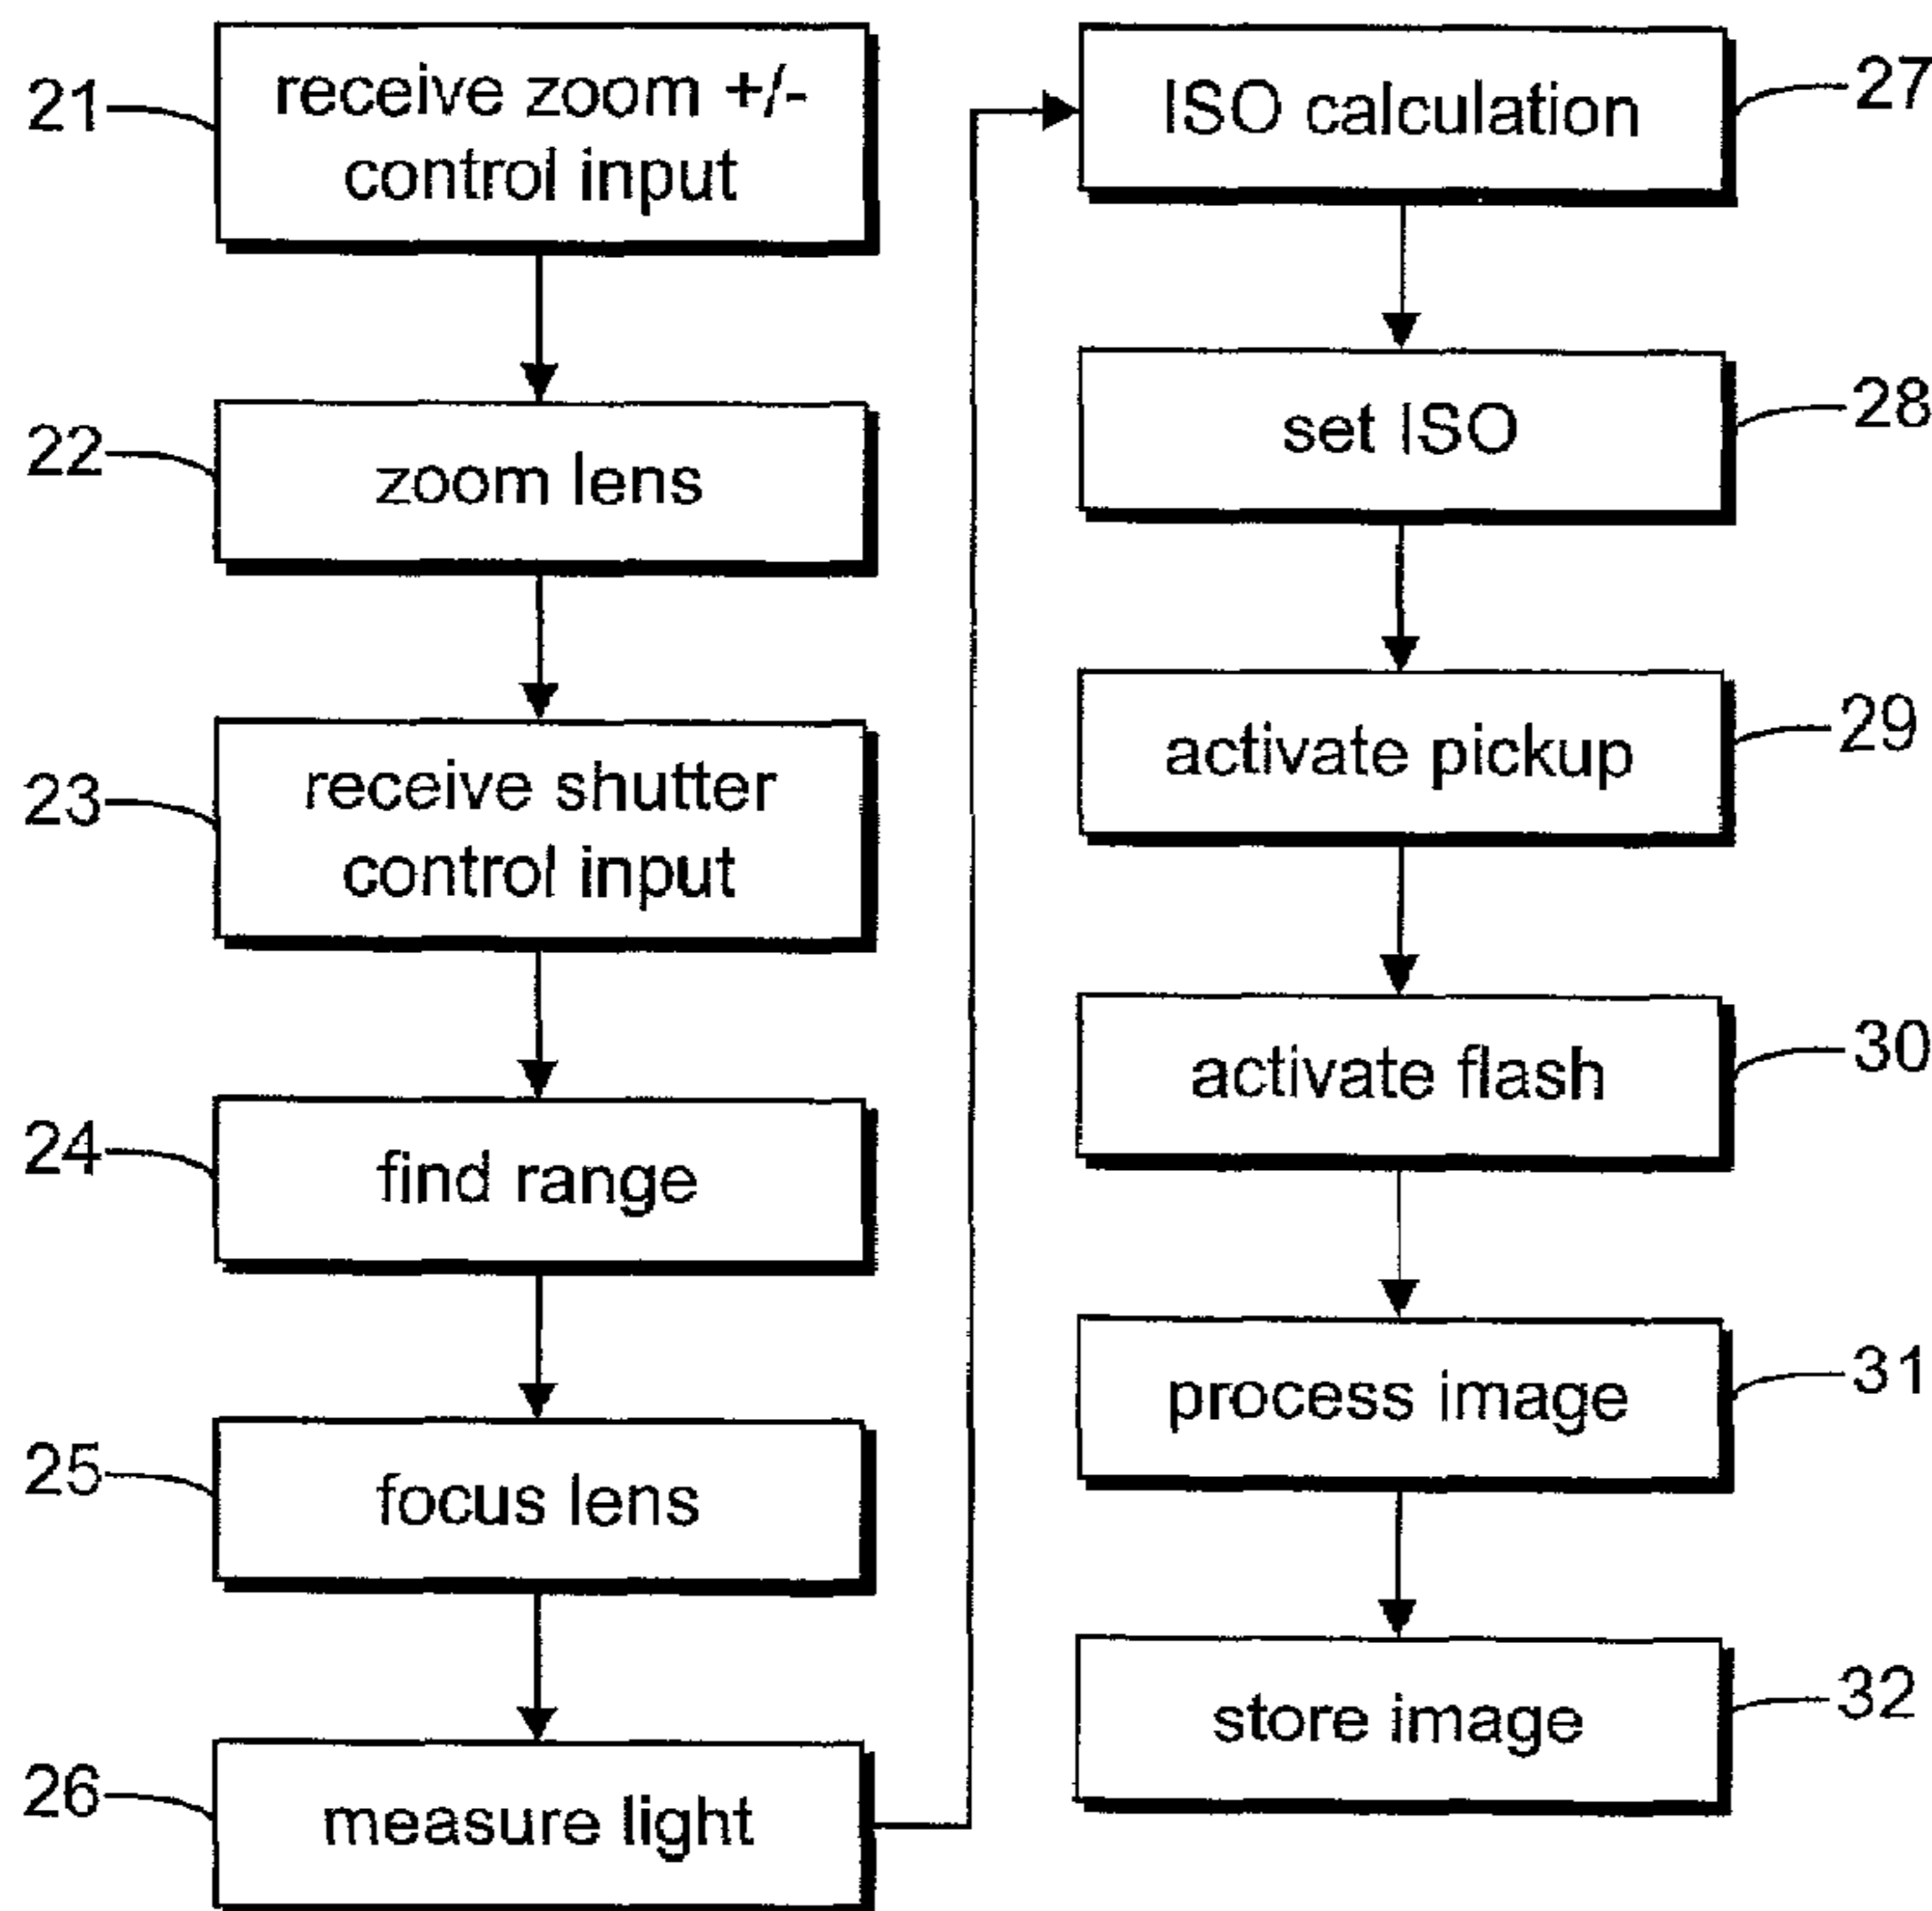 21
receive zoom +/-
control input
22
zoom lens
23
receive shutter
control input
24
find range
25
focus lens
26
measure light
ISO calculation
27
set ISO
28
activate pickup
29
activate flash
30
process image
31
store image
32